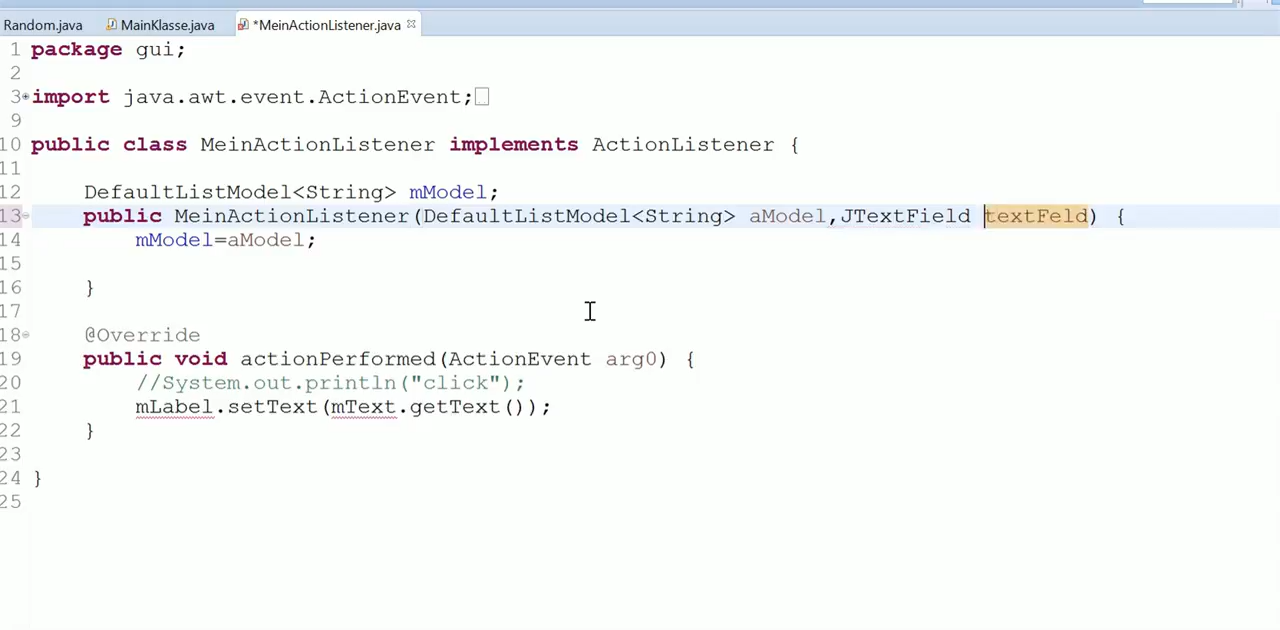 Random.java MainKlasse.java *MeinActionListener.java
1 package gui;
2
3 import java.awt.event.ActionEvent;
9
10 public class MeinActionListener implements ActionListener {
11
12 DefaultListModel<String> mModel;
13 public MeinActionListener(DefaultListModel<String> aModel,JTextField textFeld) {
14 mModel=aModel;
15
16 }
17
18 @Override
19 public void actionPerformed(ActionEvent arg0) {
20 //System.out.println("click");
21 mLabel.setText(mText.getText());
22 }
23
24 }
25